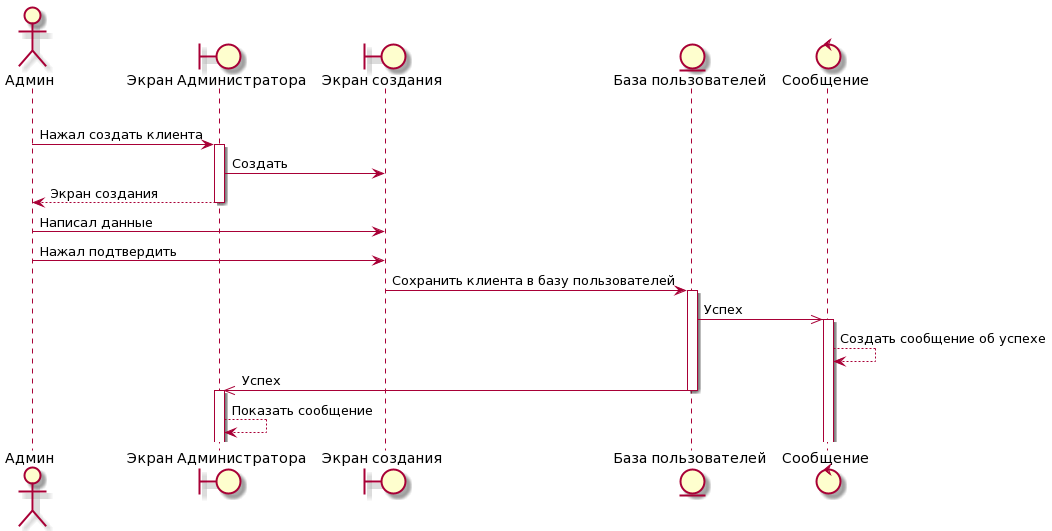 Админ
Экран Администратора
Экран создания
База пользователей
Сообщение
Нажал создать клиента
Создать
Экран создания
Написал данные
Нажал подтвердить
Сохранить клиента в базу пользователей
Успех
Создать сообщение об успехе
Успех
Показать сообщение
Админ
Экран Администратора
Экран создания
База пользователей
Сообщение